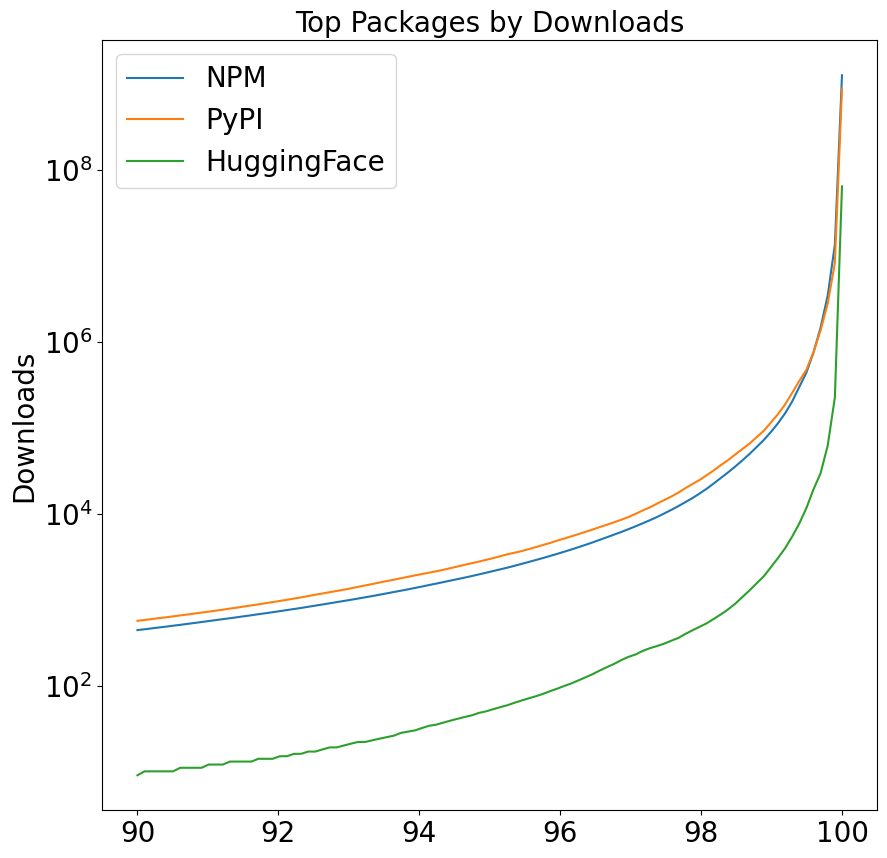 Top Packages by Downloads
NPM
PyPI
HuggingFace
Downloads
10^8
10^6
10^4
10^2
90 92 94 96 98 100